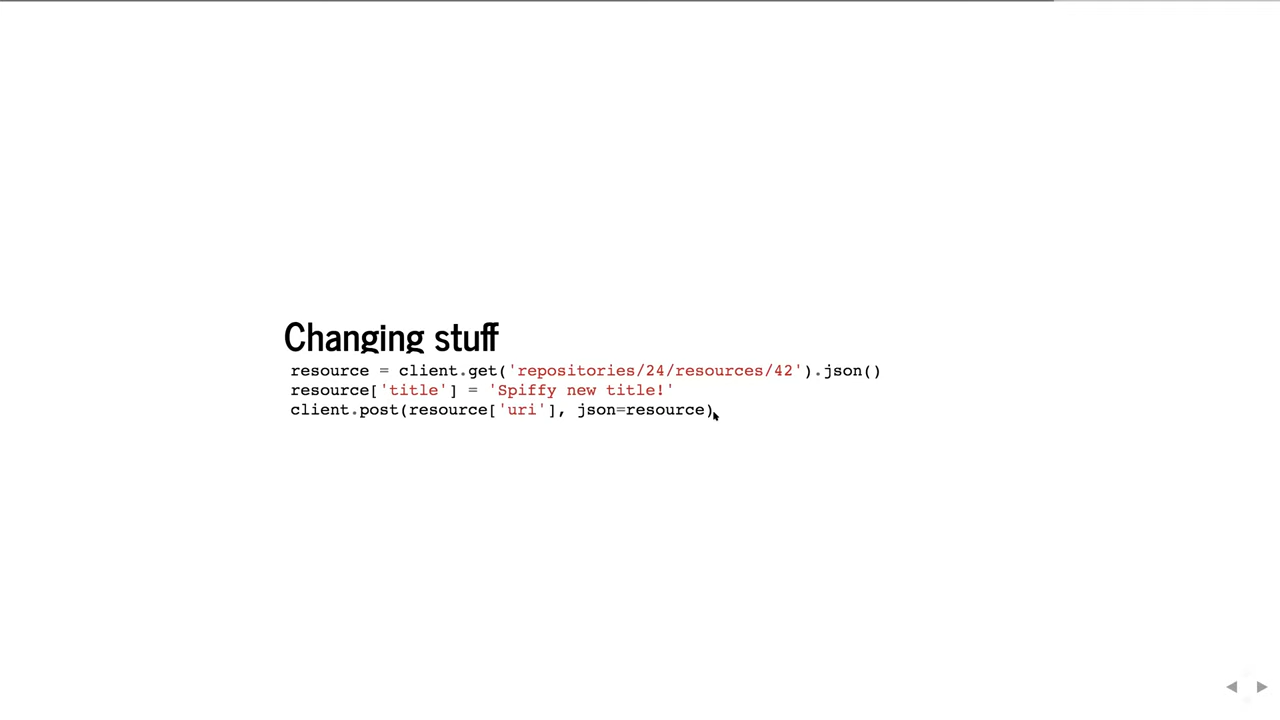 Changing stuff
resource = client.get('repositories/24/resources/42').json()
resource['title'] = 'Spiffy new title!'
client.post(resource['uri'], json=resource)